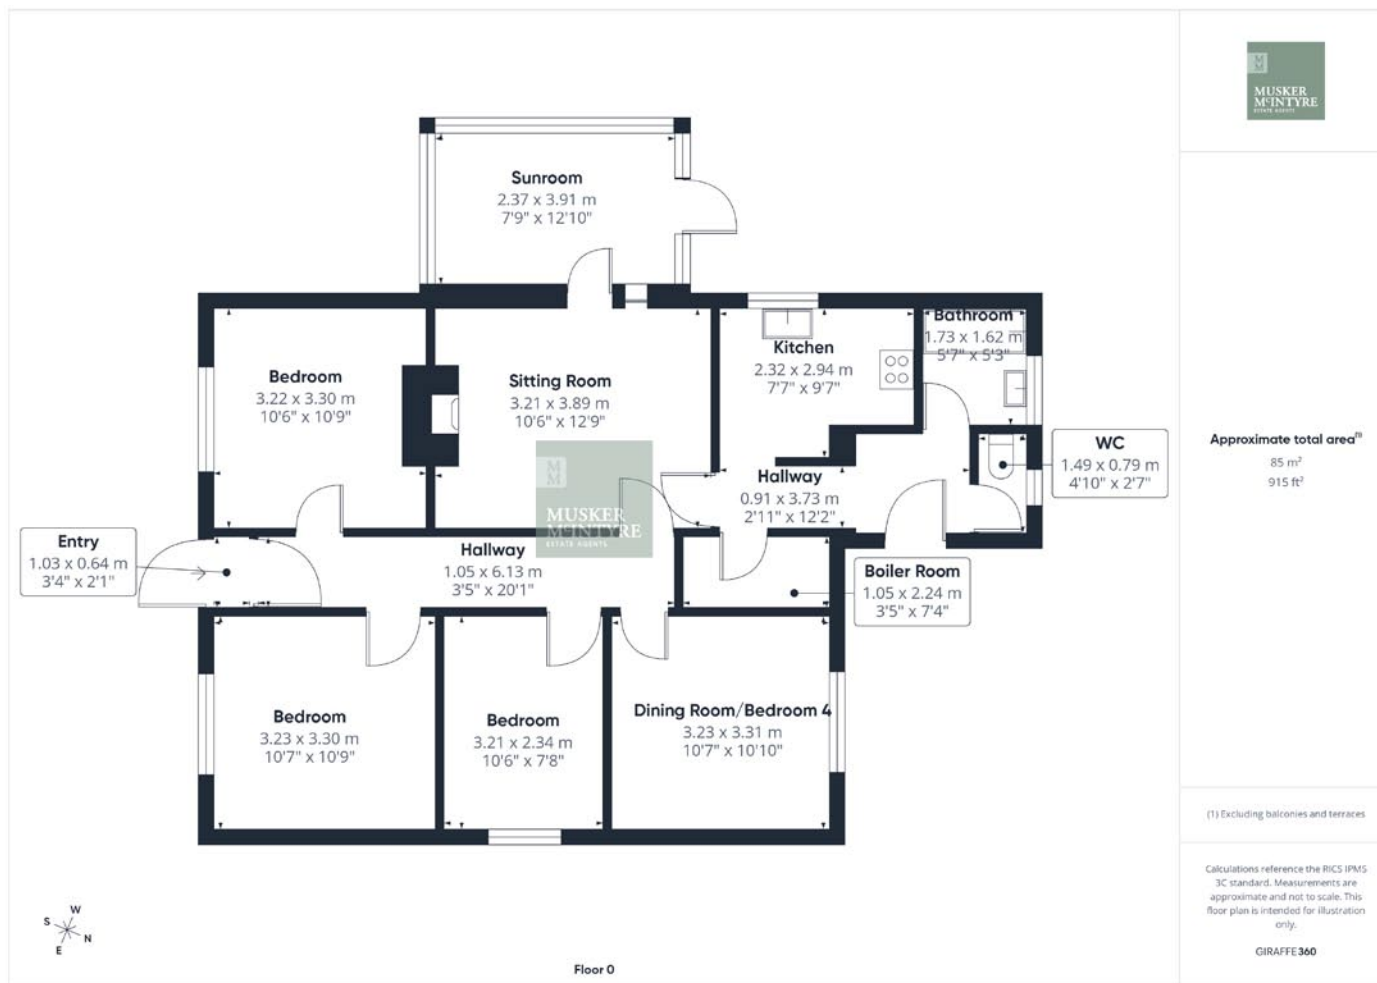 MUSKER
MCINTYRE
ESTATE AGENTS
Sunroom
2.37 x 3.91 m
7'9" x 12'10"
Bedroom
3.22 x 3.30 m
10'6" x 10'9"
Sitting Room
3.21 x 3.89 m
10'6" x 12'9"
Kitchen
2.32 x 2.94 m
7'7" x 9'7"
Bathroom
1.73 x 1.62 m
5'7" x 5'3"
WC
1.49 x 0.79 m
4'10" x 2'7"
Hallway
0.91 x 3.73 m
2'11" x 12'2"
MUSKER
MCINTYRE
ESTATE AGENTS
Entry
1.03 x 0.64 m
3'4" x 2'1"
Hallway
1.05 x 6.13 m
3'5" x 20'1"
Boiler Room
1.05 x 2.24 m
3'5" x 7'4"
Bedroom
3.23 x 3.30 m
10'7" x 10'9"
Bedroom
3.21 x 2.34 m
10'6" x 7'8"
Dining Room/Bedroom 4
3.23 x 3.31 m
10'7" x 10'10"
W
S
N
E
Floor 0
Approximate total area⁽¹⁾
85 m²
915 ft²
(1) Excluding balconies and terraces
Calculations reference the RICS IPMS
3C standard. Measurements are
approximate and not to scale. This
floor plan is intended for illustration
only.
GIRAFFE360